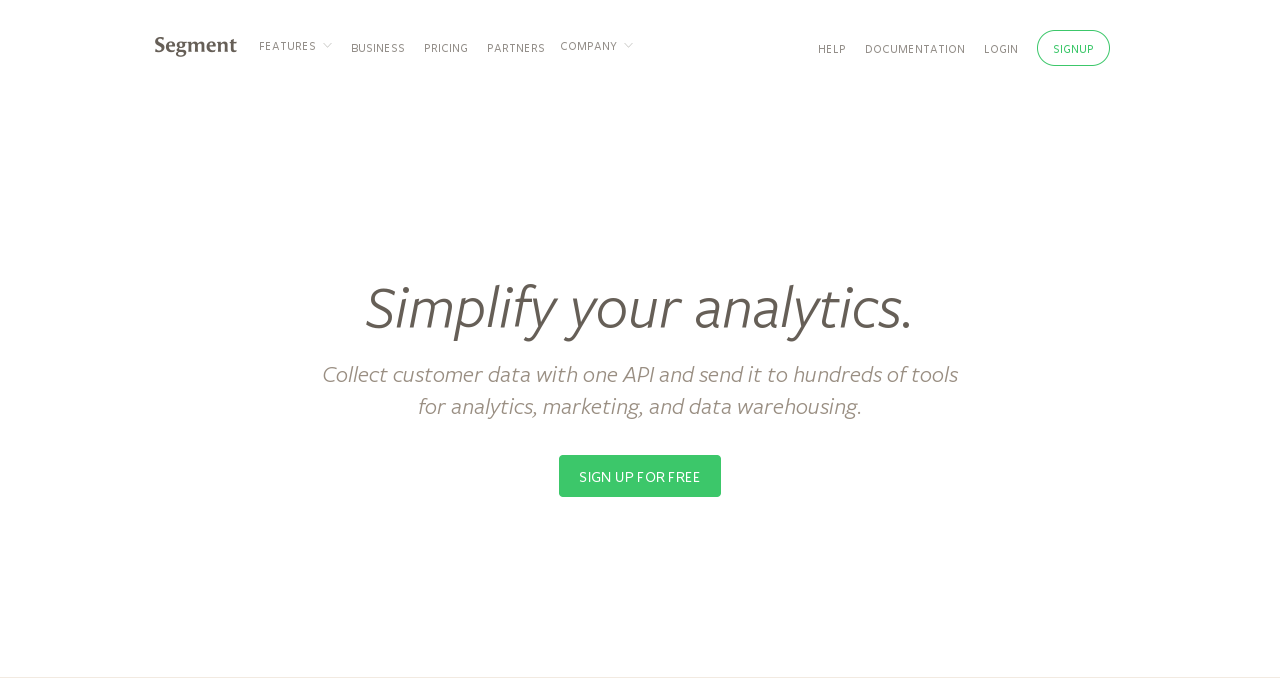 Segment
FEATURES
BUSINESS
PRICING
PARTNERS
COMPANY
HELP
DOCUMENTATION
LOGIN
SIGNUP
Simplify your analytics.
Collect customer data with one API and send it to hundreds of tools
for analytics, marketing, and data warehousing.
SIGN UP FOR FREE